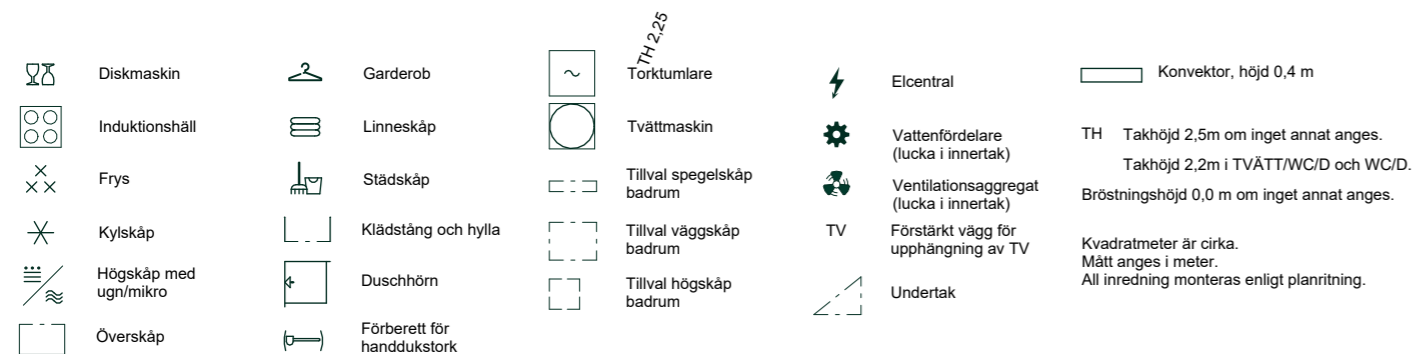 Diskmaskin
Induktionshäll
Frys
Kylskåp
Högskåp med
ugn/mikro
Överskåp
Garderob
Linneskåp
Städskåp
Klädstång och hylla
Duschhörn
Förberett för
handdukstork
TH 2,25
Torktumlare
Tvättmaskin
Tillval spegelskåp
badrum
Tillval väggskåp
badrum
Tillval högskåp
badrum
Elcentral
Vattenfördelare
(lucka i innertak)
Ventilationsaggregat
(lucka i innertak)
TV Förstärkt vägg för
upphängning av TV
Undertak
Konvektor, höjd 0,4 m
TH Takhöjd 2,5m om inget annat anges.
Takhöjd 2,2m i TVÄTT/WC/D och WC/D.
Bröstningshöjd 0,0 m om inget annat anges.
Kvadratmeter är cirka.
Mått anges i meter.
All inredning monteras enligt planritning.